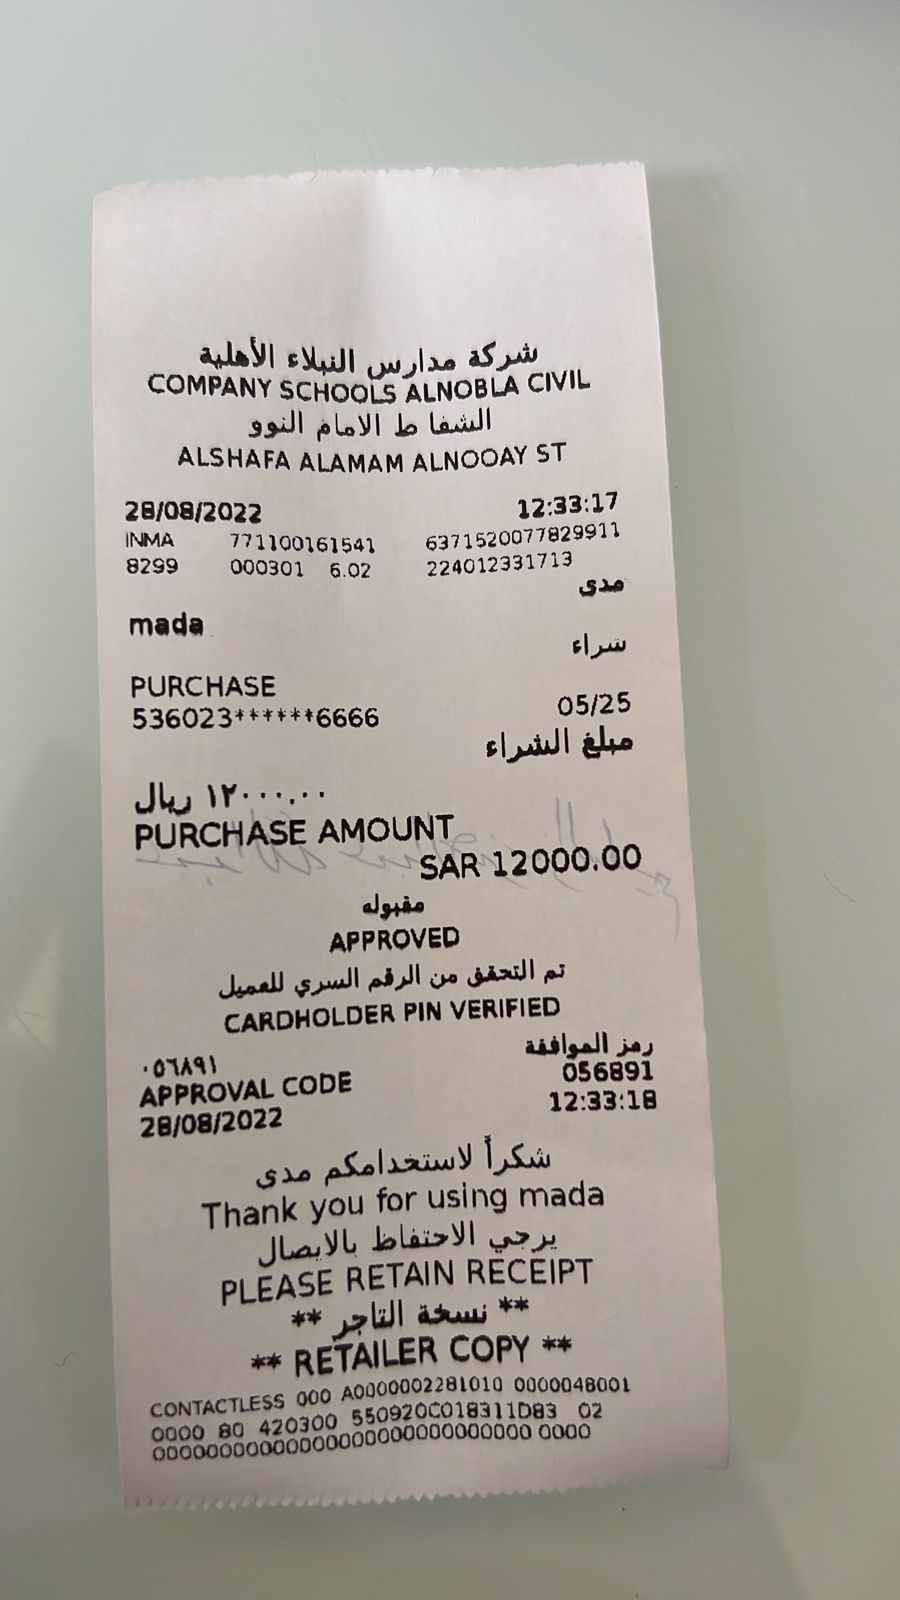 شركة مدارس النبلاء الأهلية
COMPANY SCHOOLS ALNOBLA CIVIL
الشفا ط الامام النوو
ALSHAFA ALAMAM ALNOOAY ST
28/08/2022 12:33:17
INMA 771100161541 6371520077829911
8299 000301 6.02 224012331713
مدى
mada
شراء
PURCHASE
536023******6666 05/25
مبلغ الشراء
١٢٠٠٠.٠٠ ريال
PURCHASE AMOUNT
SAR 12000.00
مقبوله
APPROVED
تم التحقق من الرقم السري للعميل
CARDHOLDER PIN VERIFIED
رمز الموافقة
٠٥٦٨٩١
056891
APPROVAL CODE
28/08/2022 12:33:18
شكراً لاستخدامكم مدى
Thank you for using mada
يرجي الاحتفاظ بالايصال
PLEASE RETAIN RECEIPT
** نسخة التاجر **
** RETAILER COPY **
CONTACTLESS 000 A0000002281010 0000048001
0000 80 420300 550920C018311D83 02
0000000000000000000000000000 0000